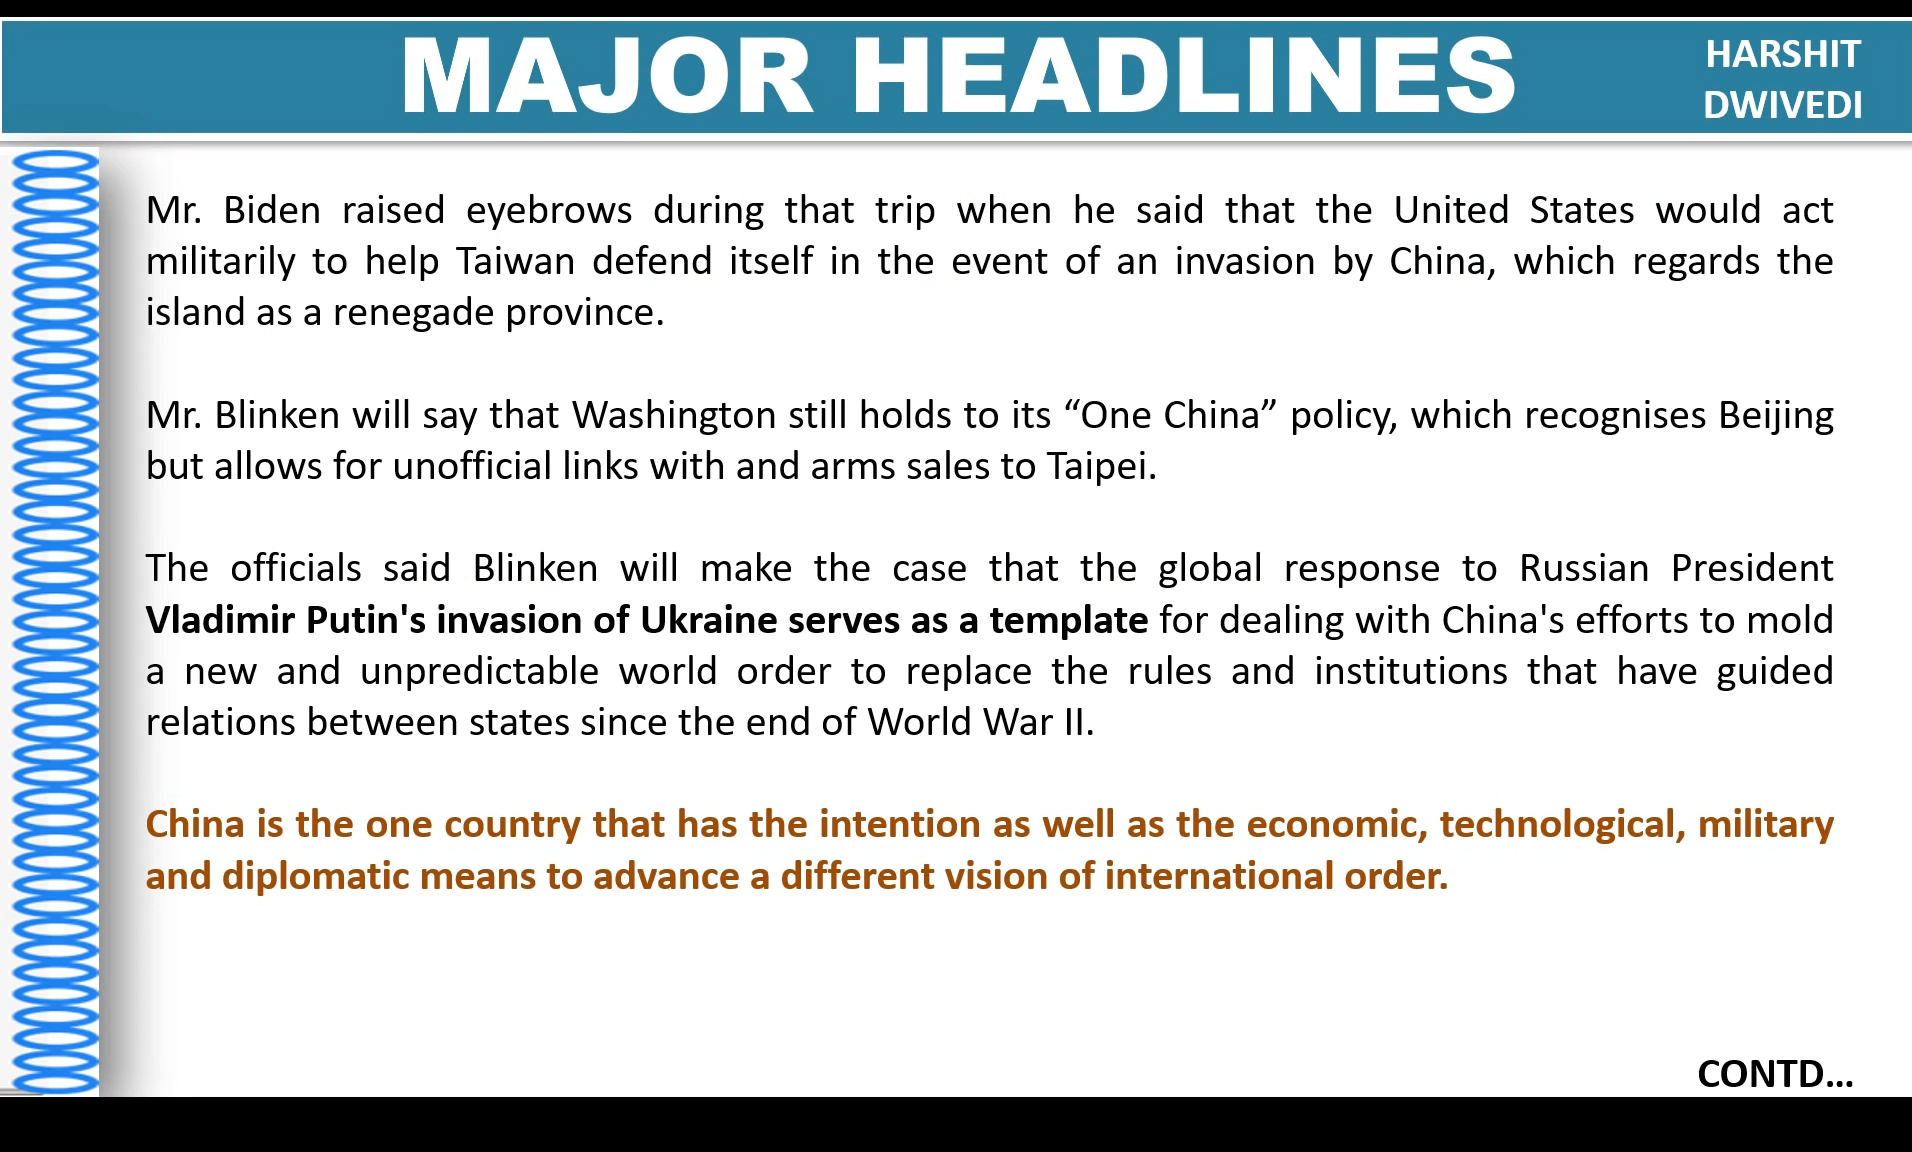 MAJOR HEADLINES
HARSHIT
DWIVEDI
Mr. Biden raised eyebrows during that trip when he said that the United States would act
militarily to help Taiwan defend itself in the event of an invasion by China, which regards the
island as a renegade province.
Mr. Blinken will say that Washington still holds to its “One China” policy, which recognises Beijing
but allows for unofficial links with and arms sales to Taipei.
The officials said Blinken will make the case that the global response to Russian President
Vladimir Putin's invasion of Ukraine serves as a template for dealing with China's efforts to mold
a new and unpredictable world order to replace the rules and institutions that have guided
relations between states since the end of World War II.
China is the one country that has the intention as well as the economic, technological, military
and diplomatic means to advance a different vision of international order.
CONTD...